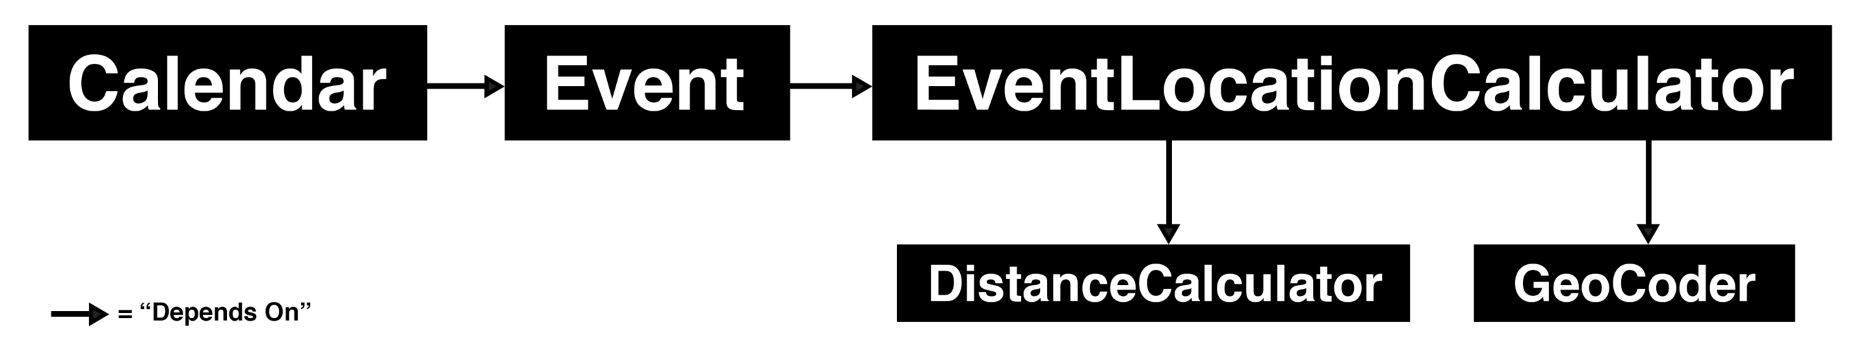 Calendar
Event
EventLocationCalculator
DistanceCalculator
GeoCoder
= “Depends On”